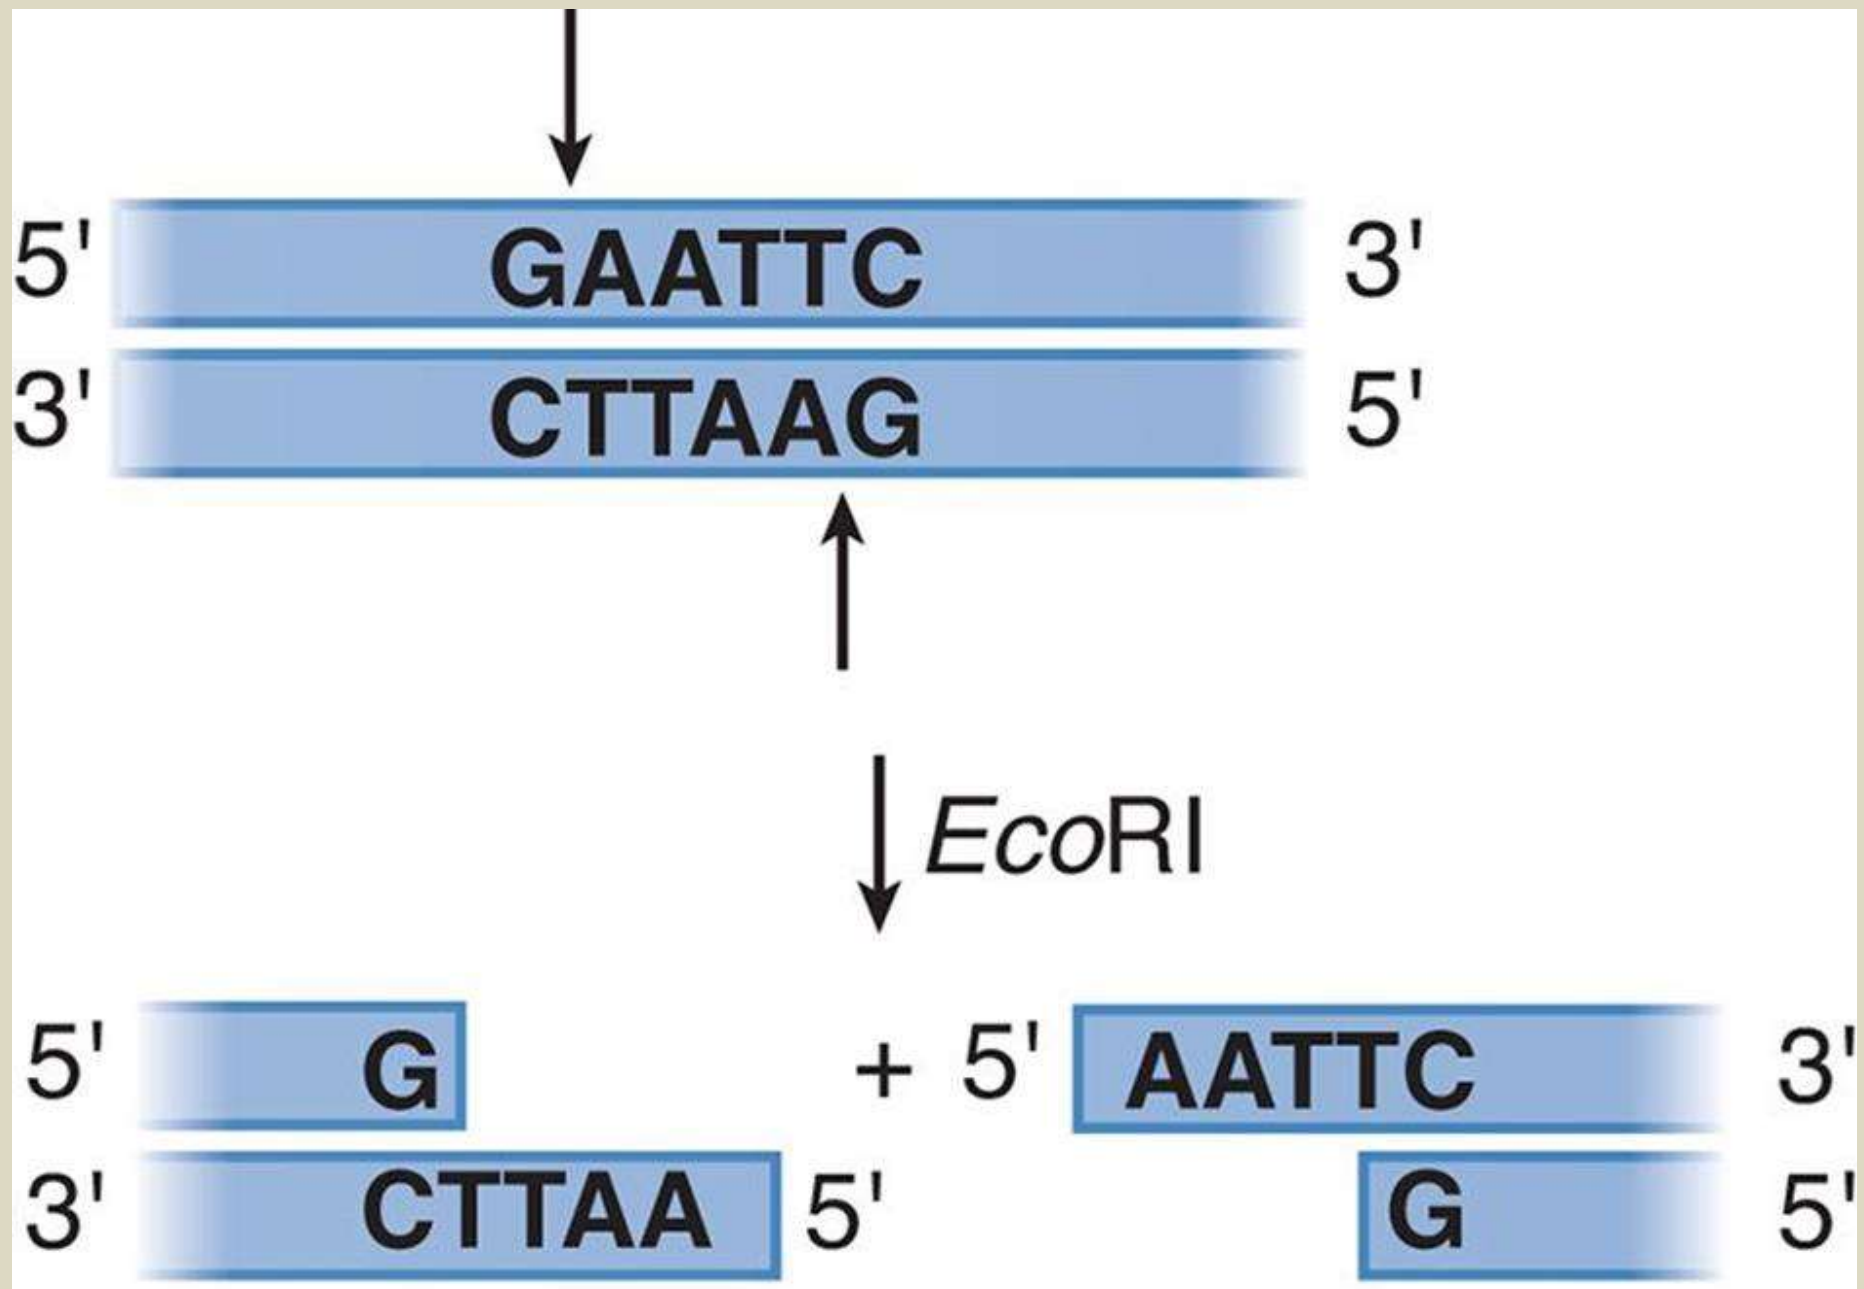 5' GAATTC 3'
3' CTTAAG 5'
EcoRI
5' G + 5' AATTC 3'
3' CTTAA 5' G 5'